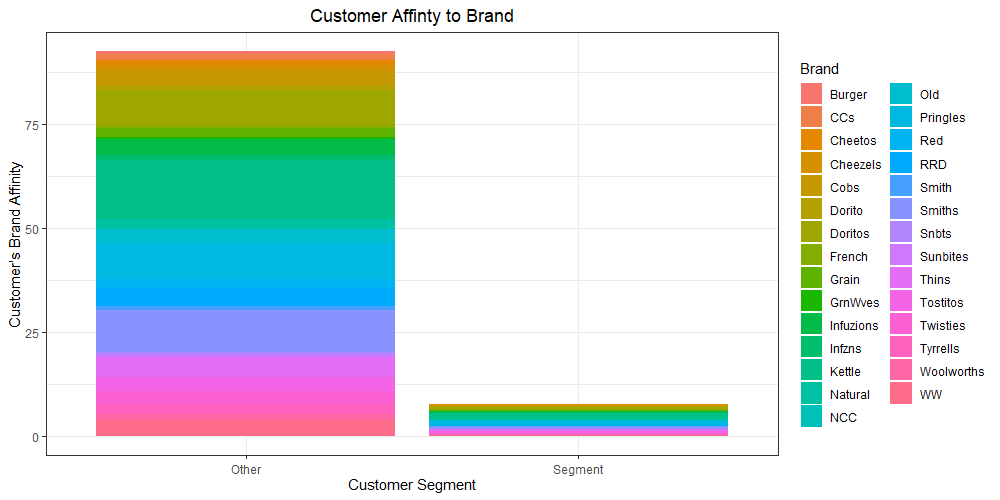 Customer Affinty to Brand
Customer's Brand Affinity
75
50
25
0
Other
Segment
Customer Segment
Brand
Burger
CCs
Cheetos
Cheezels
Cobs
Dorito
Doritos
French
Grain
GrnWves
Infuzions
Infzns
Kettle
Natural
NCC
Old
Pringles
Red
RRD
Smith
Smiths
Snbts
Sunbites
Thins
Tostitos
Twisties
Tyrrells
Woolworths
WW